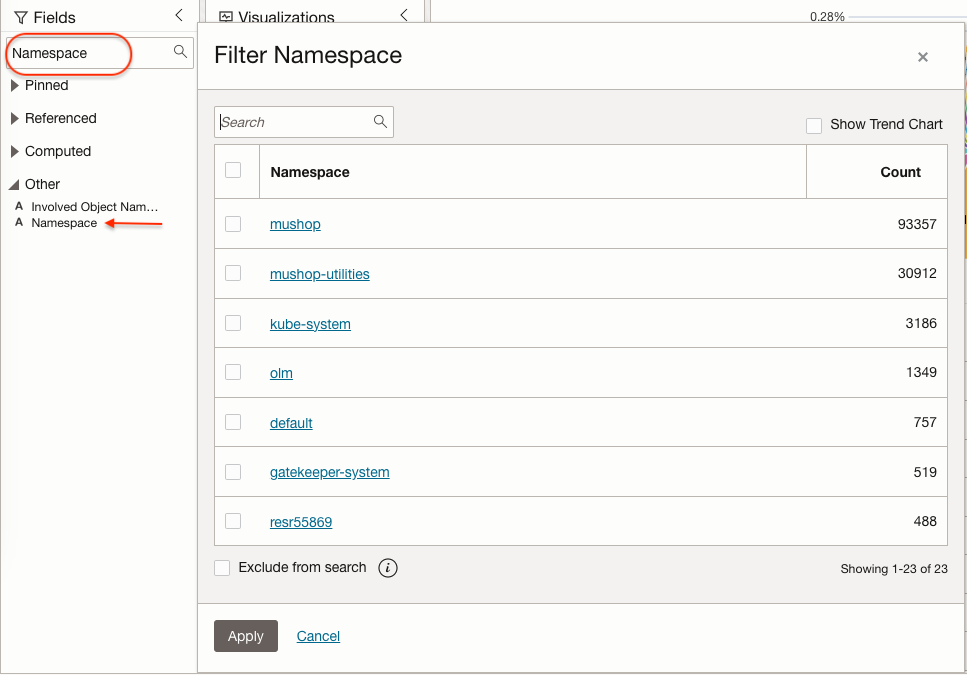 Fields
Visualizations
0.28%
Namespace
Pinned
Referenced
Computed
Other
A Involved Object Nam...
A Namespace
Filter Namespace
Search
Show Trend Chart
Namespace Count
mushop 93357
mushop-utilities 30912
kube-system 3186
olm 1349
default 757
gatekeeper-system 519
resr55869 488
Exclude from search i
Showing 1-23 of 23
Apply Cancel